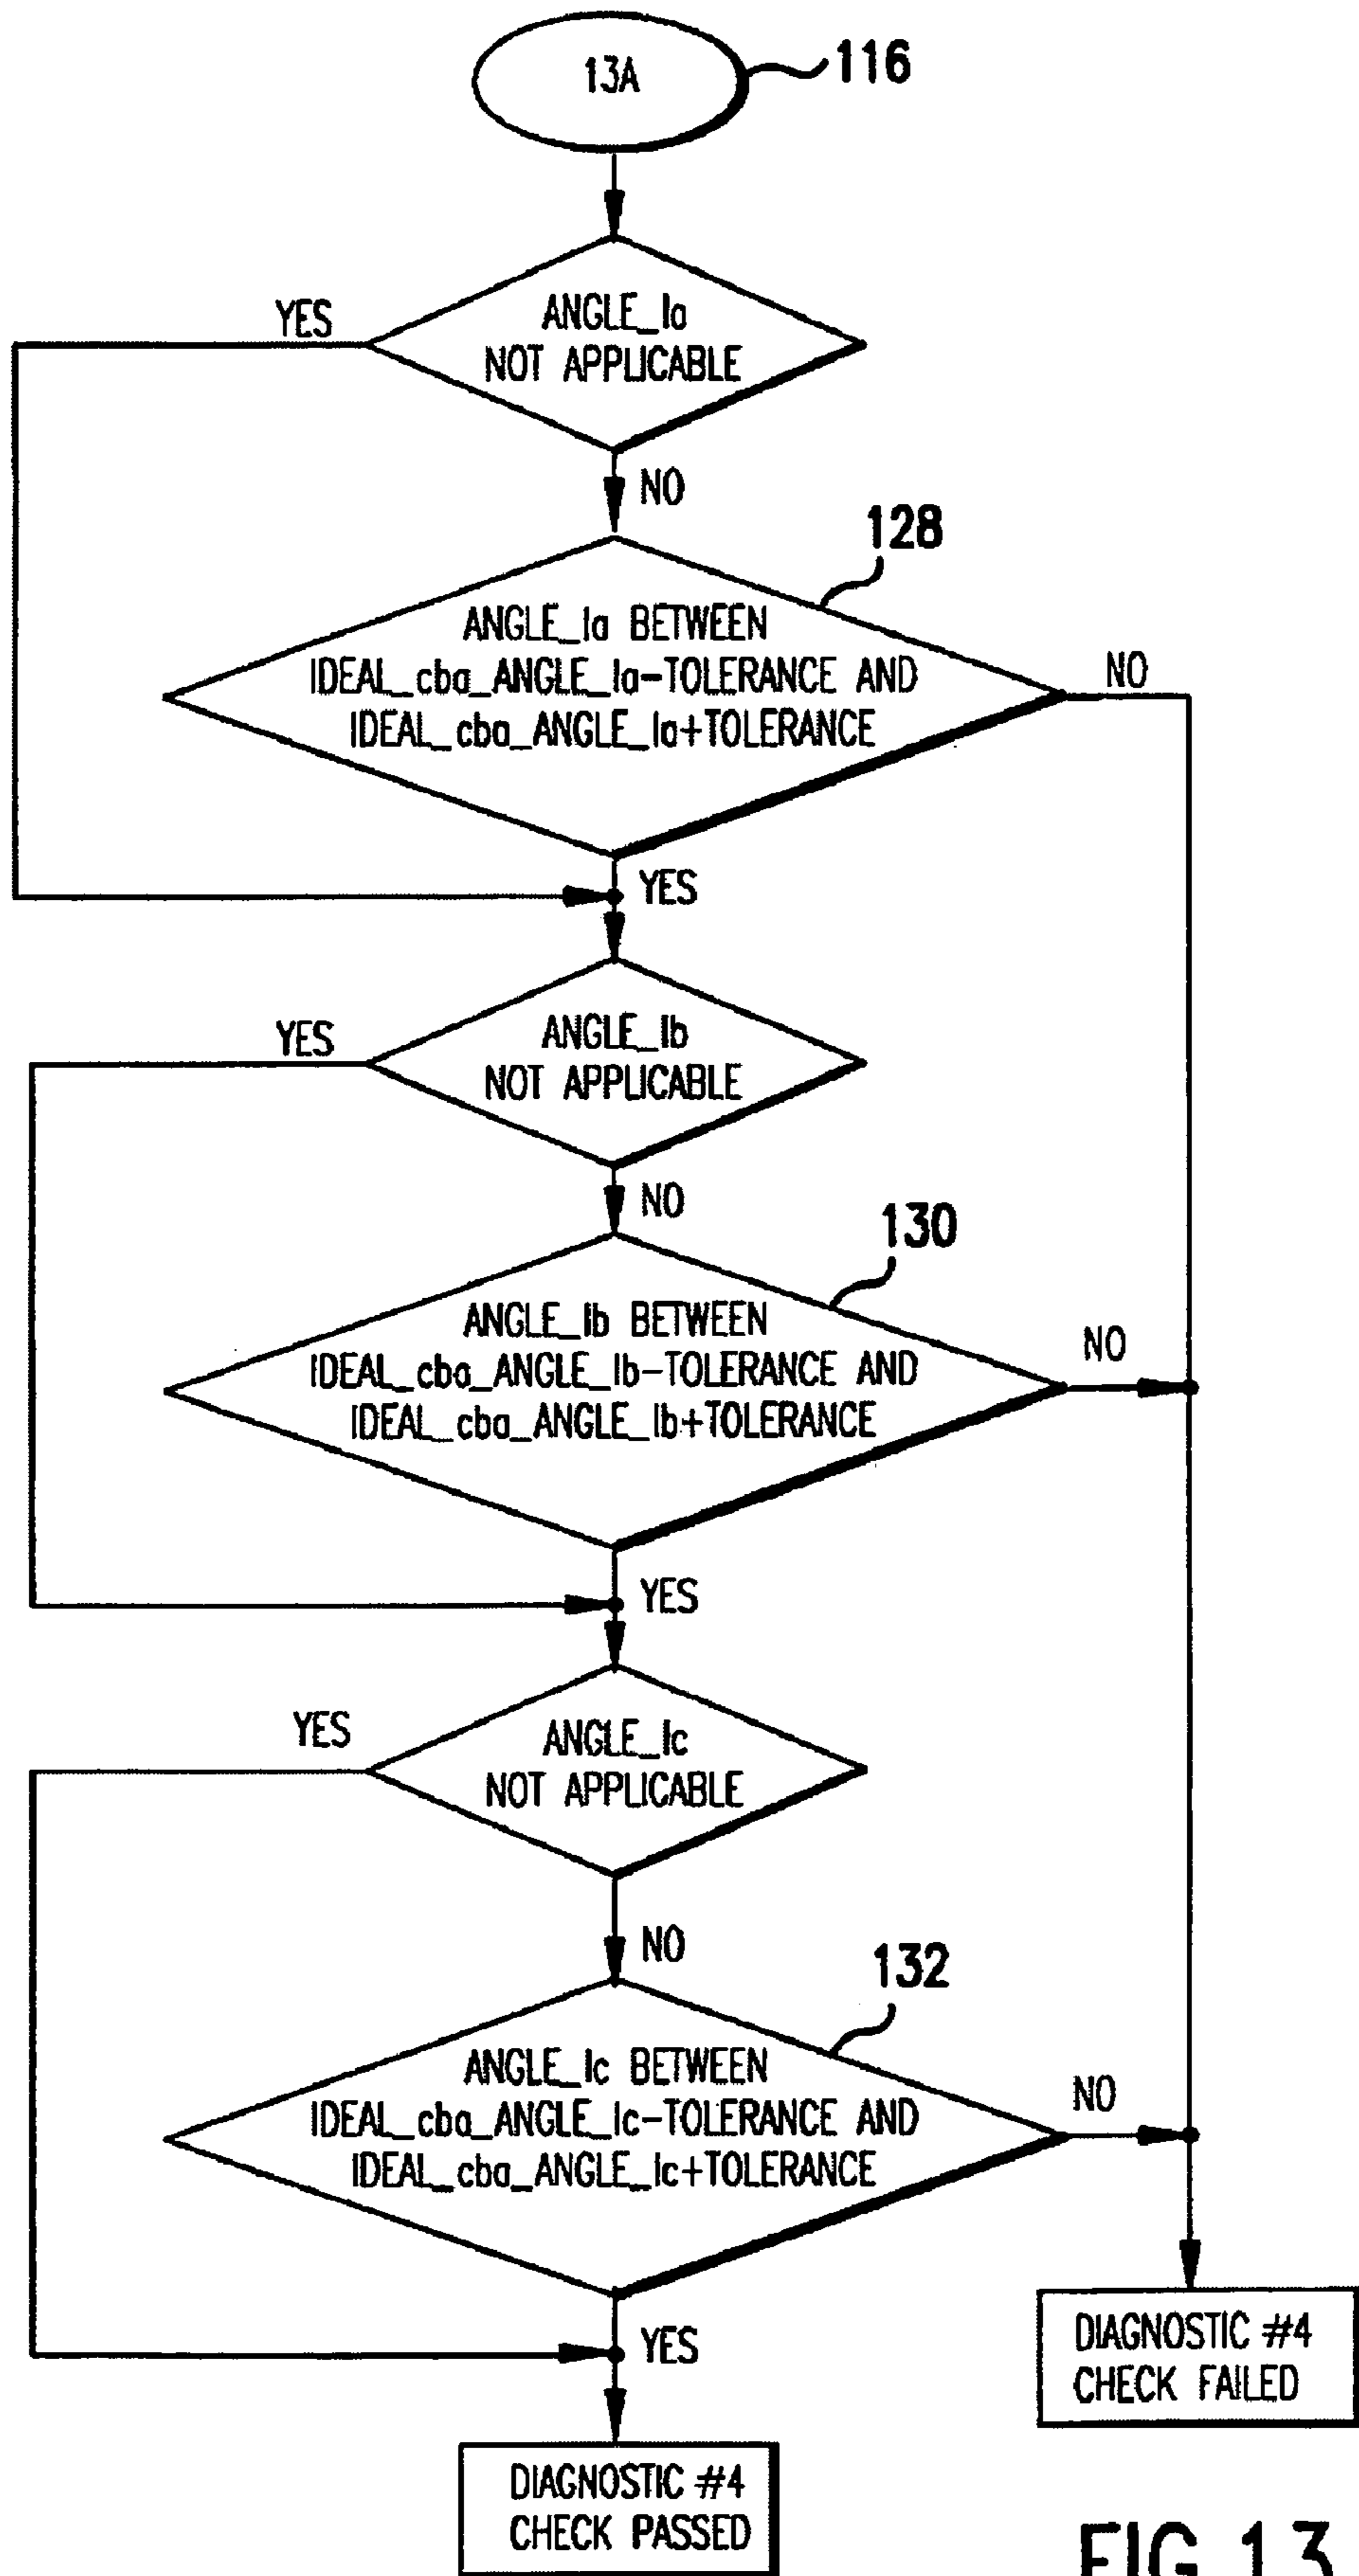 13A
116
ANGLE_Ia
NOT APPLICABLE
YES
NO
128
ANGLE_Ia BETWEEN
IDEAL_cba_ANGLE_Ia-TOLERANCE AND
IDEAL_cba_ANGLE_Ia+TOLERANCE
NO
YES
ANGLE_Ib
NOT APPLICABLE
YES
NO
130
ANGLE_Ib BETWEEN
IDEAL_cba_ANGLE_Ib-TOLERANCE AND
IDEAL_cba_ANGLE_Ib+TOLERANCE
NO
YES
ANGLE_Ic
NOT APPLICABLE
YES
NO
132
ANGLE_Ic BETWEEN
IDEAL_cba_ANGLE_Ic-TOLERANCE AND
IDEAL_cba_ANGLE_Ic+TOLERANCE
NO
YES
DIAGNOSTIC #4
CHECK FAILED
DIAGNOSTIC #4
CHECK PASSED
FIG.13